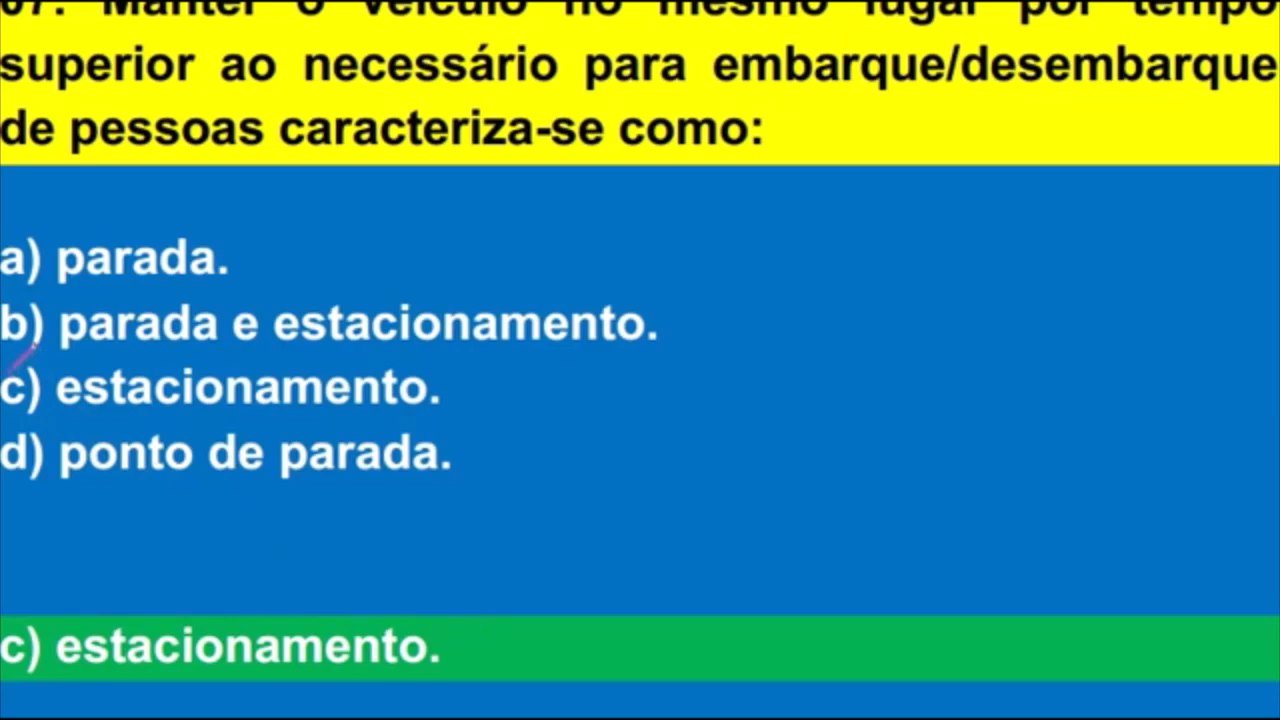 07. Manter o veículo no mesmo lugar por tempo
superior ao necessário para embarque/desembarque
de pessoas caracteriza-se como:
a) parada.
b) parada e estacionamento.
c) estacionamento.
d) ponto de parada.
c) estacionamento.